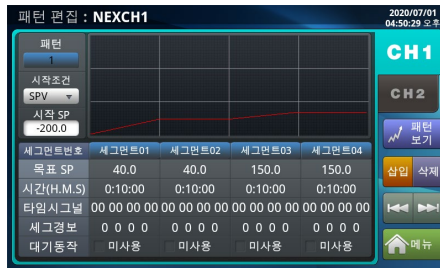 패턴 편집 : NEXCH1
2020/07/01
04:50:29 오후
패턴
1
시작조건
SPV
시작 SP
-200.0
CH1
CH2
패턴
보기
삽입 삭제
메뉴
세그먼트번호 세그먼트01 세그먼트02 세그먼트03 세그먼트04
목표 SP 40.0 40.0 150.0 150.0
시간(H.M.S) 0:10:00 0:10:00 0:10:00 0:10:00
타임시그널 00 00 00 00 00 00 00 00 00 00 00 00 00 00 00 00
세그경보 0 0 0 0 0 0 0 0 0 0 0 0 0 0 0 0
대기동작 미사용 미사용 미사용 미사용